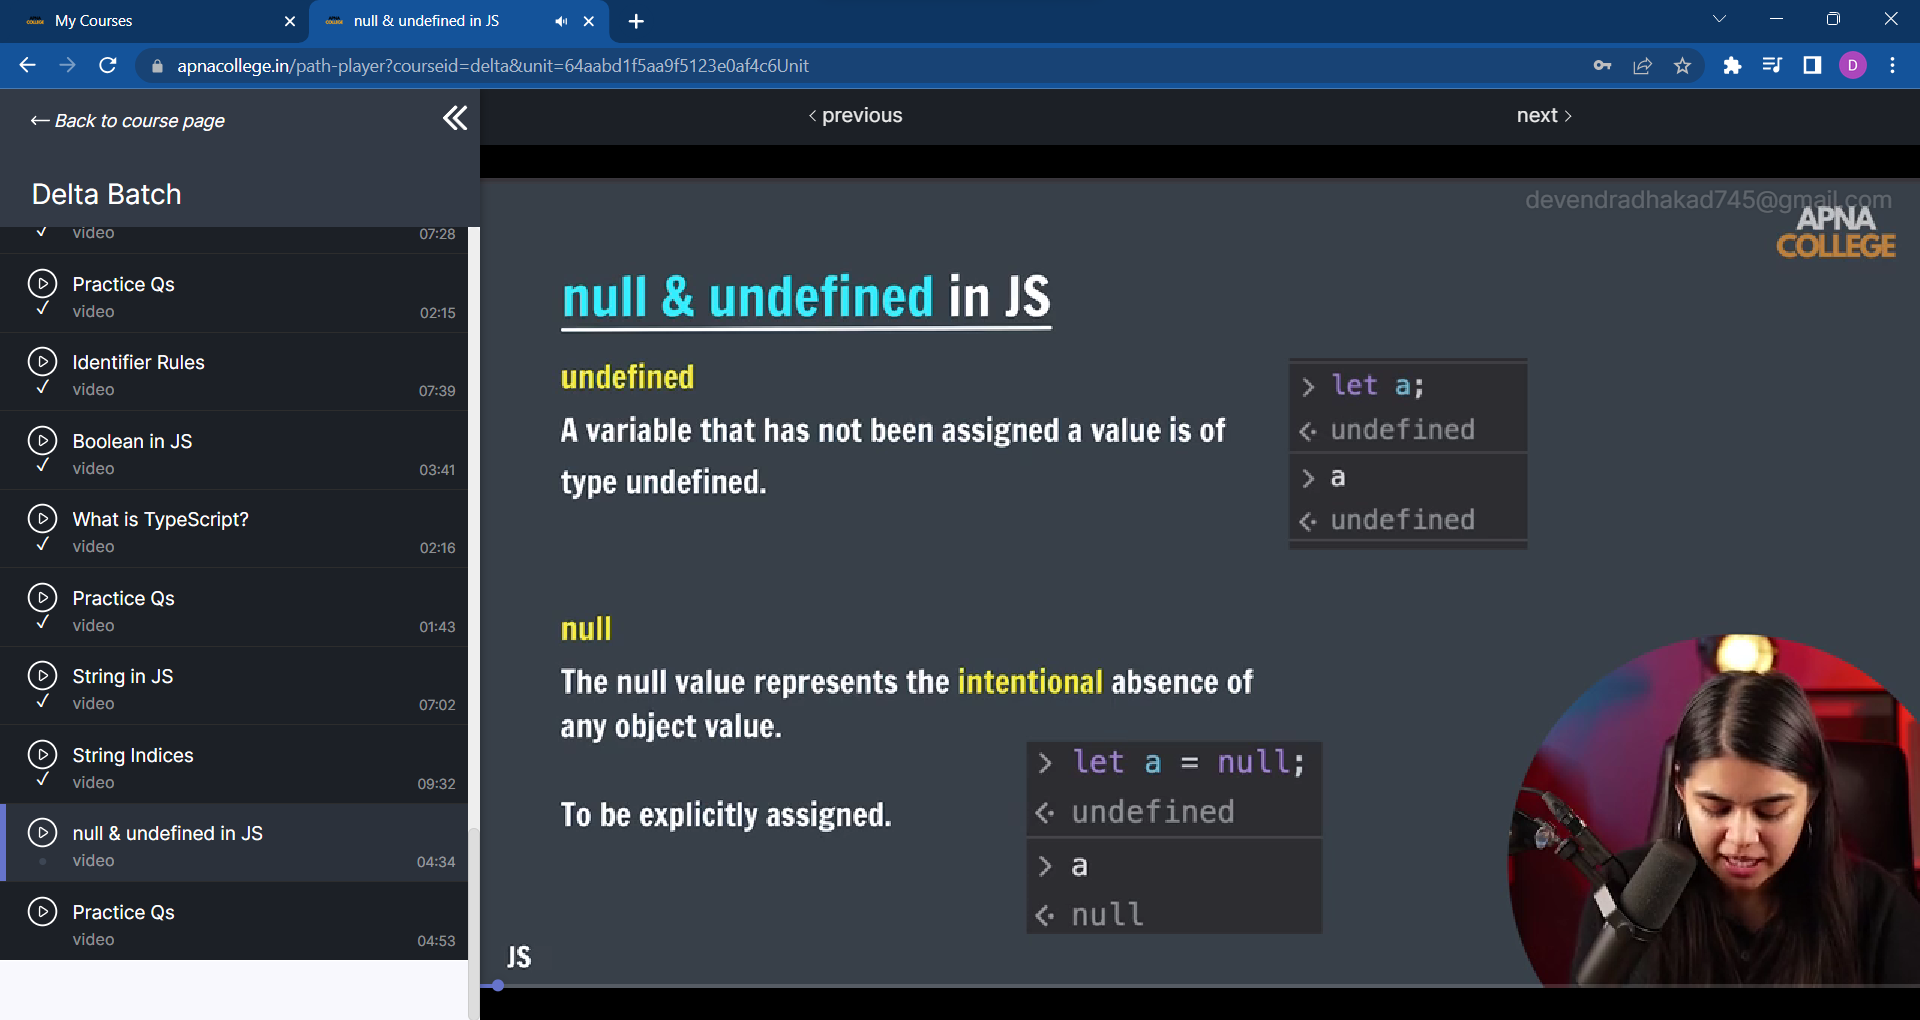 My Courses
null & undefined in JS
apnacollege.in/path-player?courseid=delta&unit=64aabd1f5aa9f5123e0af4c6Unit
D
← Back to course page
‹ previous
next ›
Delta Batch
video
07:28
Practice Qs
video
02:15
Identifier Rules
video
07:39
Boolean in JS
video
03:41
What is TypeScript?
video
02:16
Practice Qs
video
01:43
String in JS
video
07:02
String Indices
video
09:32
null & undefined in JS
video
04:34
Practice Qs
video
04:53
devendradhakad745@gmail.com
APNA
COLLEGE
null & undefined in JS
undefined
A variable that has not been assigned a value is of
type undefined.
> let a;
undefined
> a
undefined
null
The null value represents the intentional absence of
any object value.
To be explicitly assigned.
> let a = null;
undefined
> a
null
JS